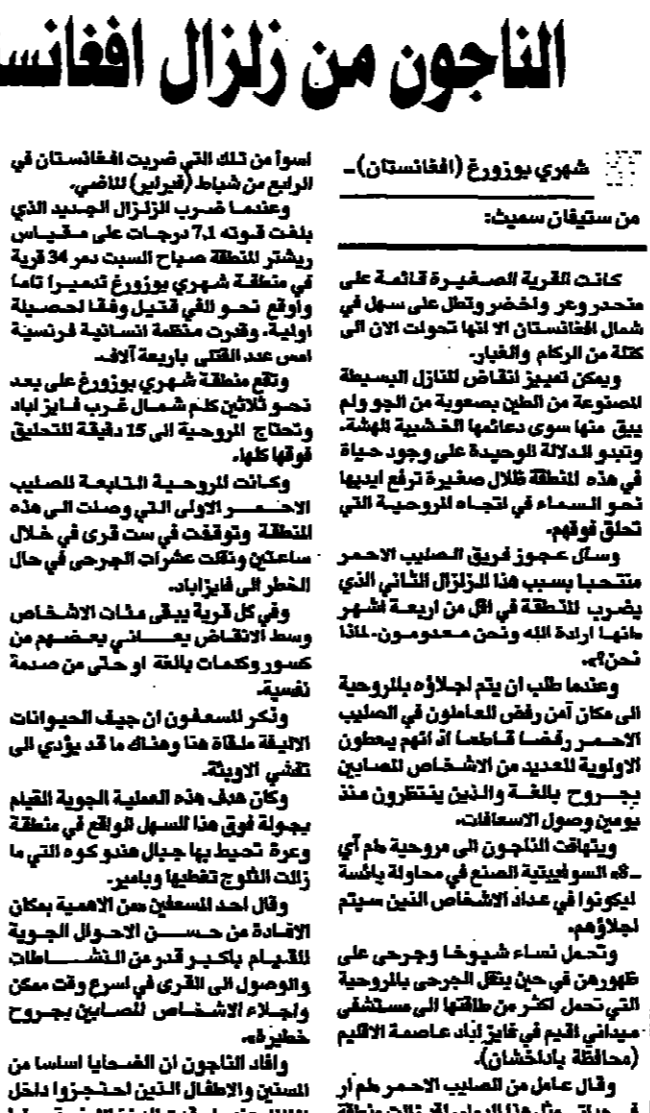 الناجون من زلزال افغانس
شهري بوزورغ (افغانستان) ـ
من ستيفان سميث:
كانت القرية الصغيرة قائمة على
منحدر وعر واخضر وتطل على سهل في
شمال افغانستان الا انها تحولت الان الى
كتلة من الركام والغبار.
ويمكن تمييز انقاض المنازل البسيطة
المصنوعة من الطين بصعوبة من الجو ولم
يبق منها سوى دعائمها الخشبية الهشة.
وتبدو الدلالة الوحيدة على وجود حياة
في هذه المنطقة ظلال صغيرة ترفع ايديها
نحو السماء في اتجاه المروحية التي
تحلق فوقهم.
وسأل عجوز فريق الصليب الاحمر
منتحبا بسبب هذا الزلزال الثاني الذي
يضرب المنطقة في اقل من اربعة اشهر
«انها ارادة الله ونحن معدومون. لماذا
نحن؟».
وعندما طلب ان يتم اجلاؤه بالمروحية
الى مكان آمن رفض العاملون في الصليب
الاحمر رفضا قاطعا اذ انهم يعطون
الاولوية للعديد من الاشخاص المصابين
بجروح بالغة والذين ينتظرون منذ
يومين وصول الاسعافات.
ويتهافت الناجون الى مروحية «ام آي
ـ 8» السوفييتية الصنع في محاولة يائسة
ليكونوا في عداد الاشخاص الذين سيتم
اجلاؤهم.
وتحمل نساء شيوخا وجرحى على
ظهورهن في حين ينقل الجرحى بالمروحية
التي تحمل اكثر من طاقتها الى مستشفى
ميداني اقيم في فايز اباد عاصمة الاقليم
(محافظة باداخشان).
وقال عامل من الصليب الاحمر «لم ار
اسوأ من تلك التي ضربت افغانستان في
الرابع من شباط (فبراير) الماضي.
وعندما ضرب الزلزال الجديد الذي
بلغت قوته 7,1 درجات على مقياس
ريشتر المنطقة صباح السبت دمر 34 قرية
في منطقة شهري بوزورغ تدميرا تاما
واوقع نحو الفي قتيل وفقا لحصيلة
اولية. وقدرت منظمة انسانية فرنسية
امس عدد القتلى باربعة آلاف.
وتقع منطقة شهري بوزورغ على بعد
نحو ثلاثين كلم شمال غرب فايز اباد
وتحتاج المروحية الى 15 دقيقة للتحليق
فوقها كلها.
وكانت المروحية التابعة للصليب
الاحمر الاولى التي وصلت الى هذه
المنطقة وتوقفت في ست قرى في خلال
ساعتين ونقلت عشرات الجرحى في حال
الخطر الى فايزاباد.
وفي كل قرية يبقى مئات الاشخاص
وسط الانقاض يعاني بعضهم من
كسور وكدمات بالغة او حتى من صدمة
نفسية.
وذكر المسعفون ان جيف الحيوانات
الاليفة ملقاة هنا وهناك ما قد يؤدي الى
تفشي الاوبئة.
وكان هدف هذه العملية الجوية القيام
بجولة فوق هذا السهل الواقع في منطقة
وعرة تحيط بها جبال هندو كوه التي ما
زالت الثلوج تغطيها وبامير.
وقال احد المسعفين «من الاهمية بمكان
الافادة من حسن الاحوال الجوية
للقيام باكبر قدر من النشاطات
والوصول الى القرى في اسرع وقت ممكن
واجلاء الاشخاص المصابين بجروح
خطيرة».
وافاد الناجون ان الضحايا اساسا من
المسنين والاطفال الذين احتجزوا داخل